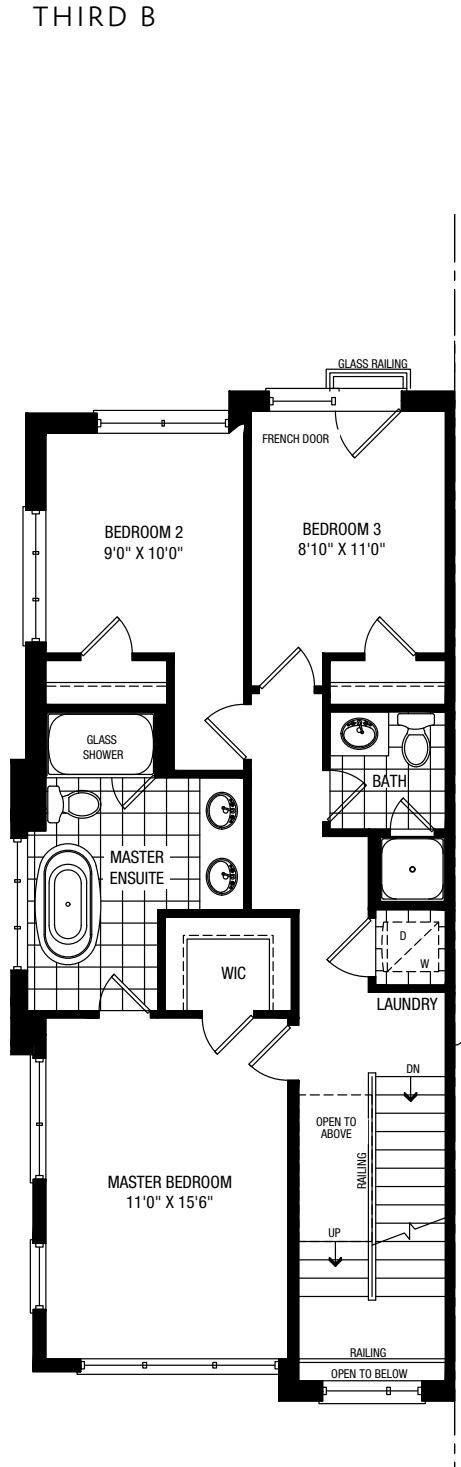 THIRD B
GLASS RAILING
FRENCH DOOR
BEDROOM 2
9'0" X 10'0"
BEDROOM 3
8'10" X 11'0"
GLASS
SHOWER
BATH
MASTER
ENSUITE
D
W
WIC
LAUNDRY
DN
OPEN TO
ABOVE
RAILING
MASTER BEDROOM
11'0" X 15'6"
UP
RAILING
OPEN TO BELOW